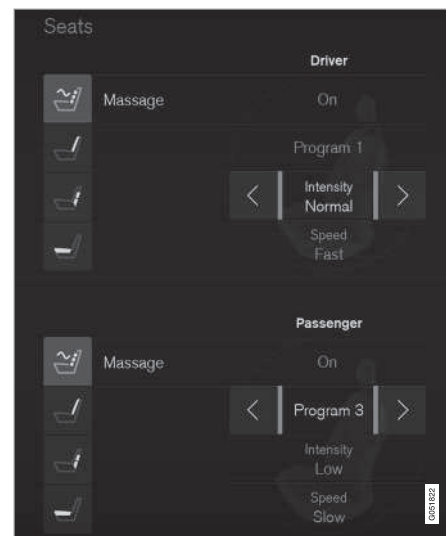 Seats
Driver
Massage
On
Program 1
Intensity
Normal
Speed
Fast
Passenger
Massage
On
Program 3
Intensity
Low
Speed
Slow
G051822